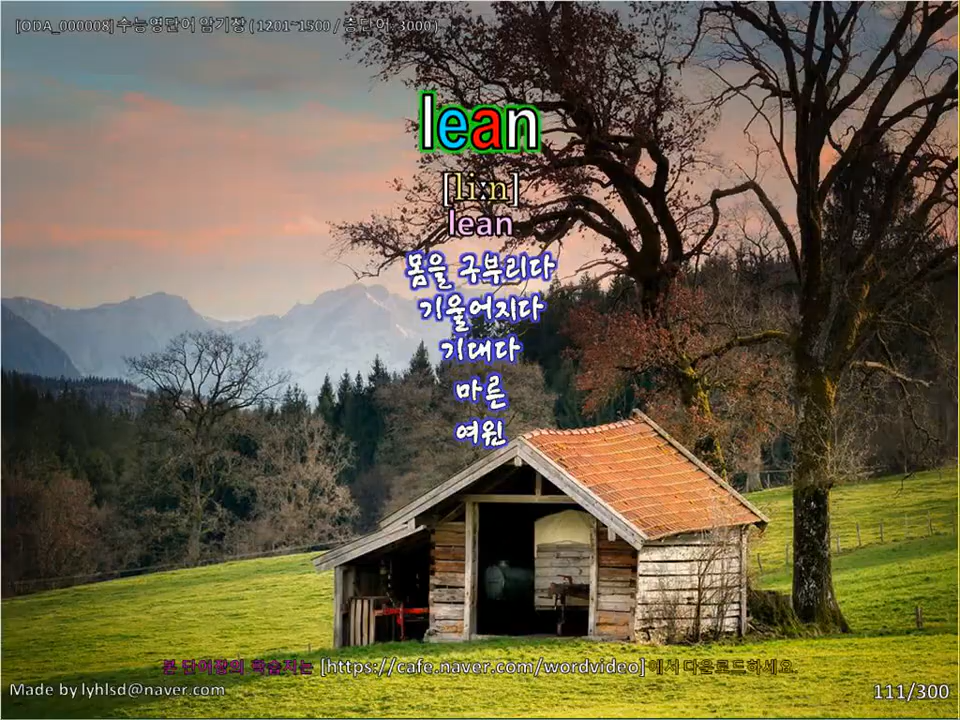 [ODA_000008] 수능영단어 암기장 ( 1201~1500 / 총단어 : 3000 )
lean
[liːn]
lean
몸을 구부리다
기울어지다
기대다
마른
여윈
본 단어장의 학습자는 [https://cafe.naver.com/wordvideo] 에서 다운로드하세요.
Made by lyhlsd@naver.com
111/300